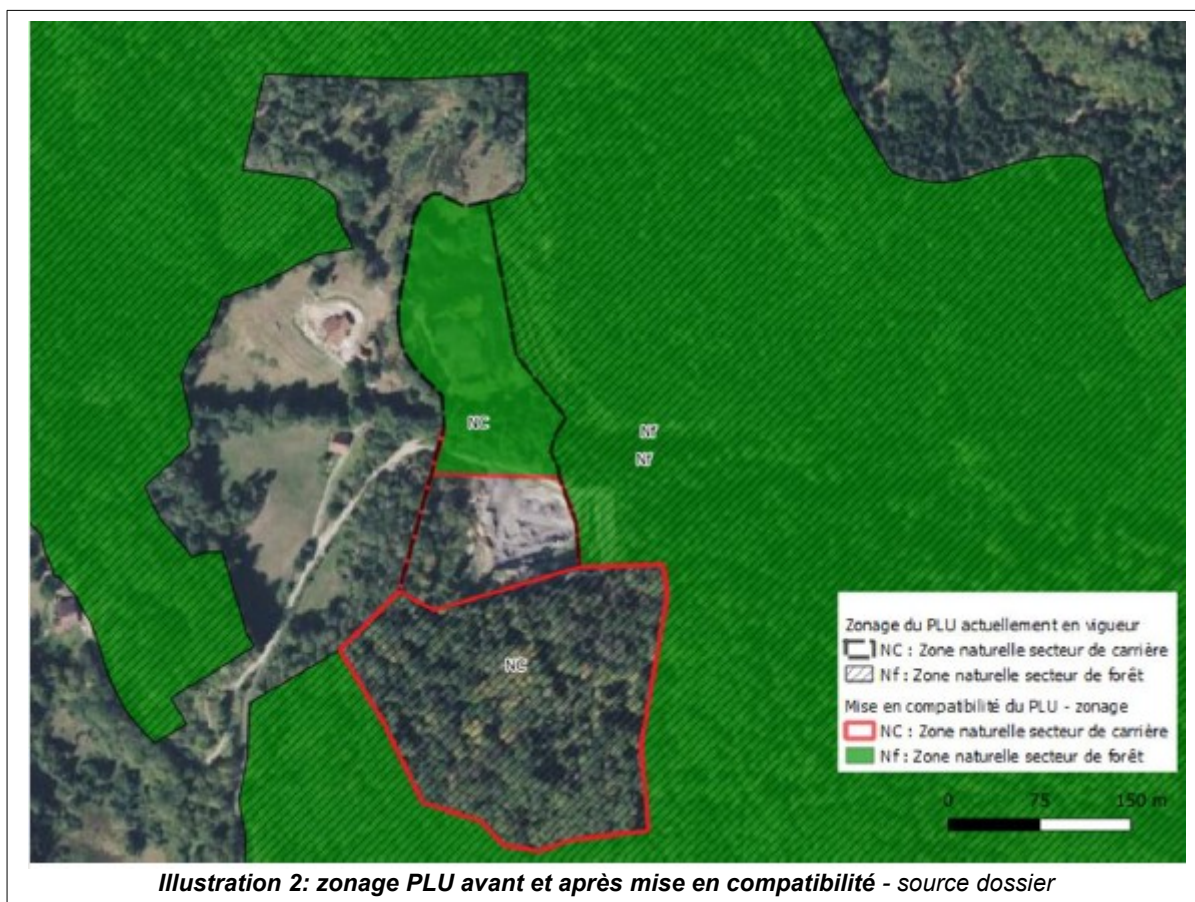 NC
Nf
Nf
NC
Zonage du PLU actuellement en vigueur
NC : Zone naturelle secteur de carrière
Nf : Zone naturelle secteur de forêt
Mise en compatibilité du PLU - zonage
NC : Zone naturelle secteur de carrière
Nf : Zone naturelle secteur de forêt
0 75 150 m
Illustration 2: zonage PLU avant et après mise en compatibilité - source dossier